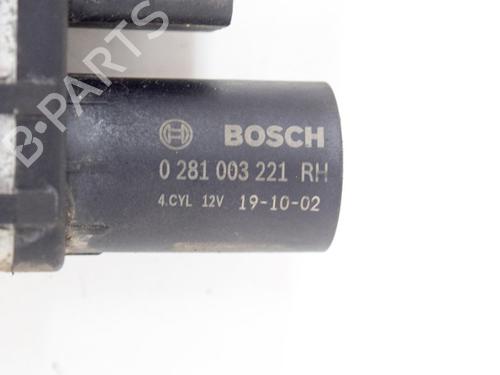 B-PARTS
BOSCH
0 281 003 221 RH
4.CYL 12V 19-10-02